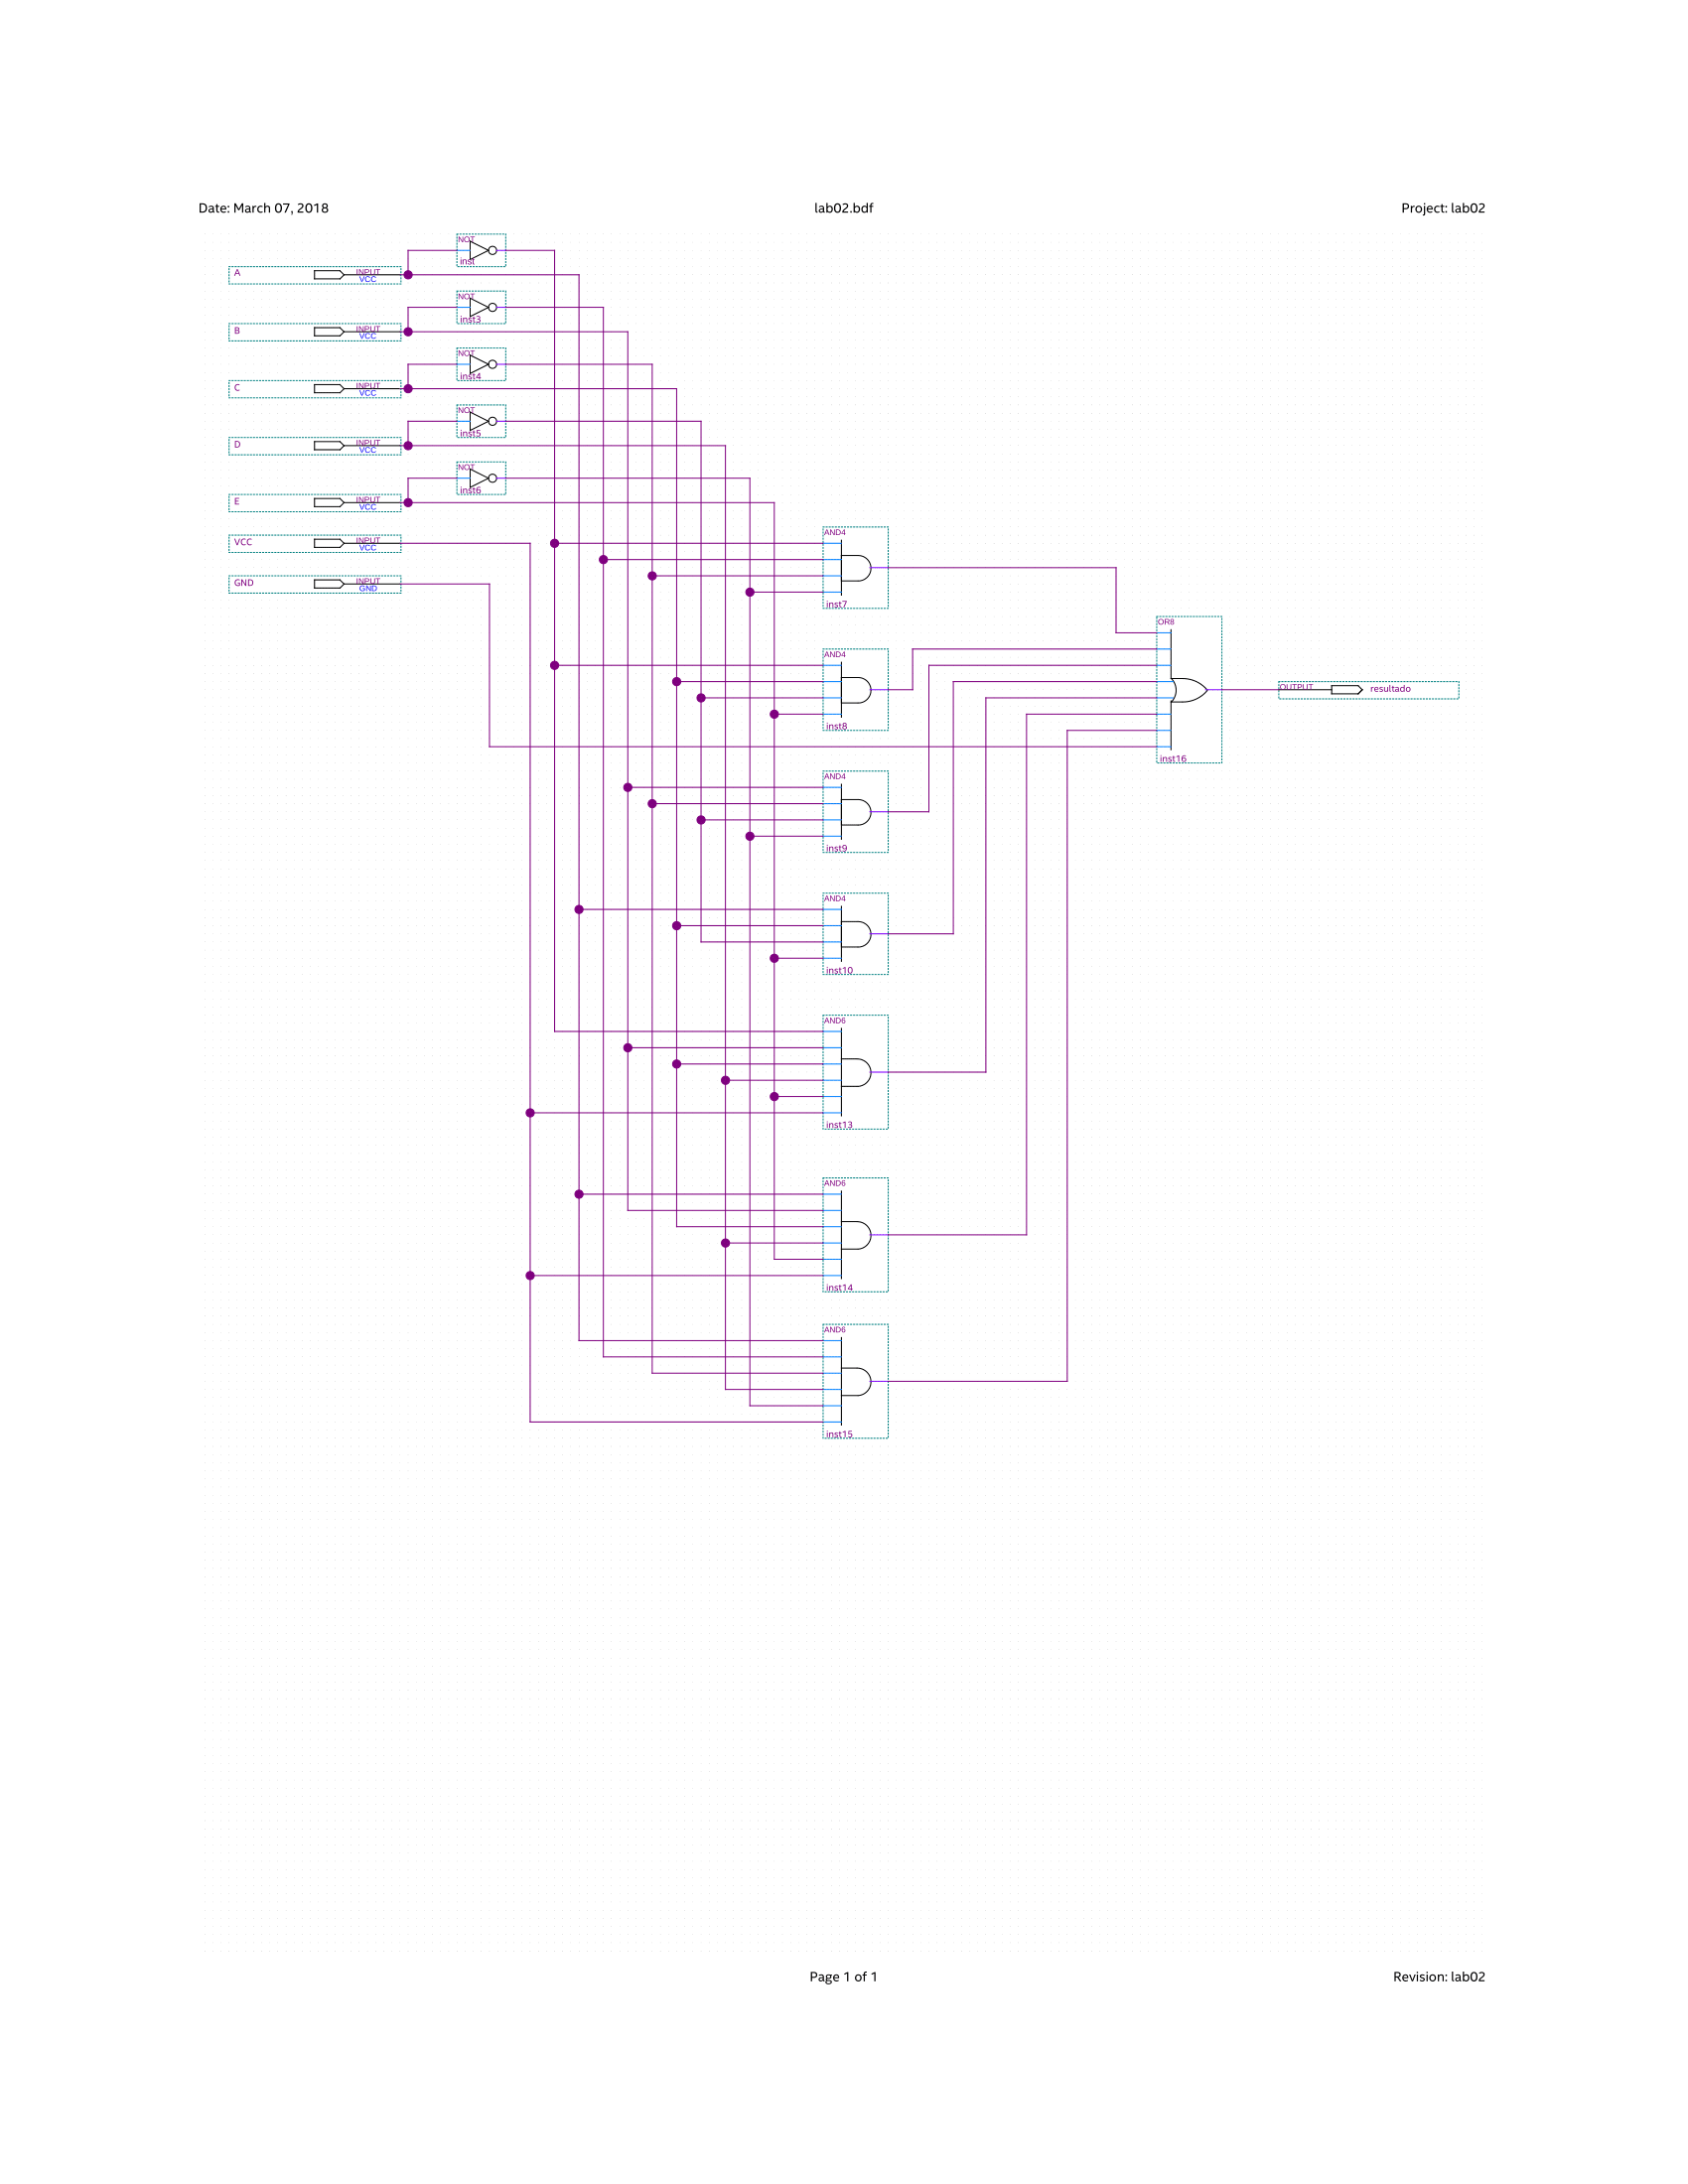 Date: March 07, 2018 lab02.bdf Project: lab02
NOT
inst
A INPUT
VCC
NOT
inst3
B INPUT
VCC
NOT
inst4
C INPUT
VCC
NOT
inst5
D INPUT
VCC
NOT
inst6
E INPUT
VCC
VCC INPUT
VCC
GND INPUT
GND
AND4
inst7
OR8
inst16
OUTPUT resultado
AND4
inst8
AND4
inst9
AND4
inst10
AND6
inst13
AND6
inst14
AND6
inst15
Page 1 of 1 Revision: lab02